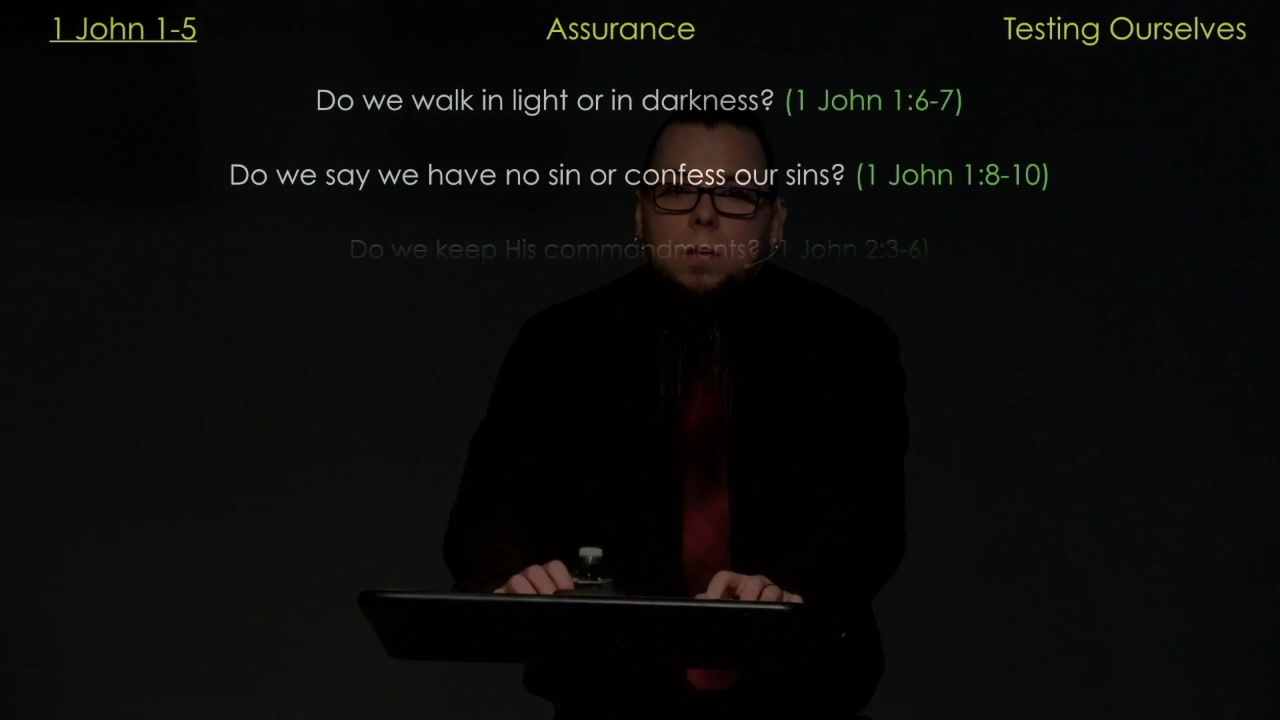 1 John 1-5 Assurance Testing Ourselves
Do we walk in light or in darkness? (1 John 1:6-7)
Do we say we have no sin or confess our sins? (1 John 1:8-10)
Do we keep His commandments? (1 John 2:3-6)